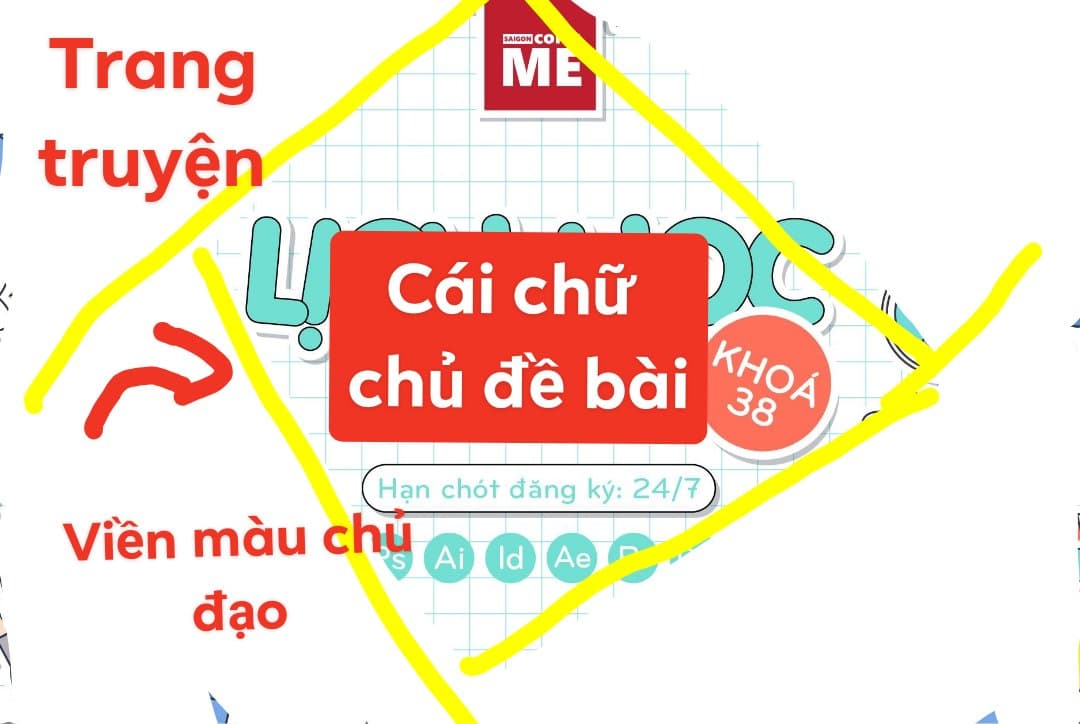 Trang
truyện
SAIGON
ME
Cái chữ
chủ đề bài
KHOÁ
38
Hạn chót đăng ký: 24/7
Viền màu chủ
đạo
Ps Ai Id Ae